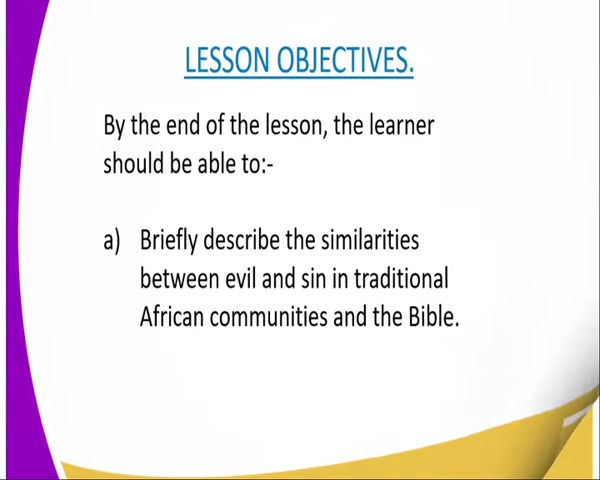 LESSON OBJECTIVES.
By the end of the lesson, the learner
should be able to:-
a) Briefly describe the similarities
between evil and sin in traditional
African communities and the Bible.